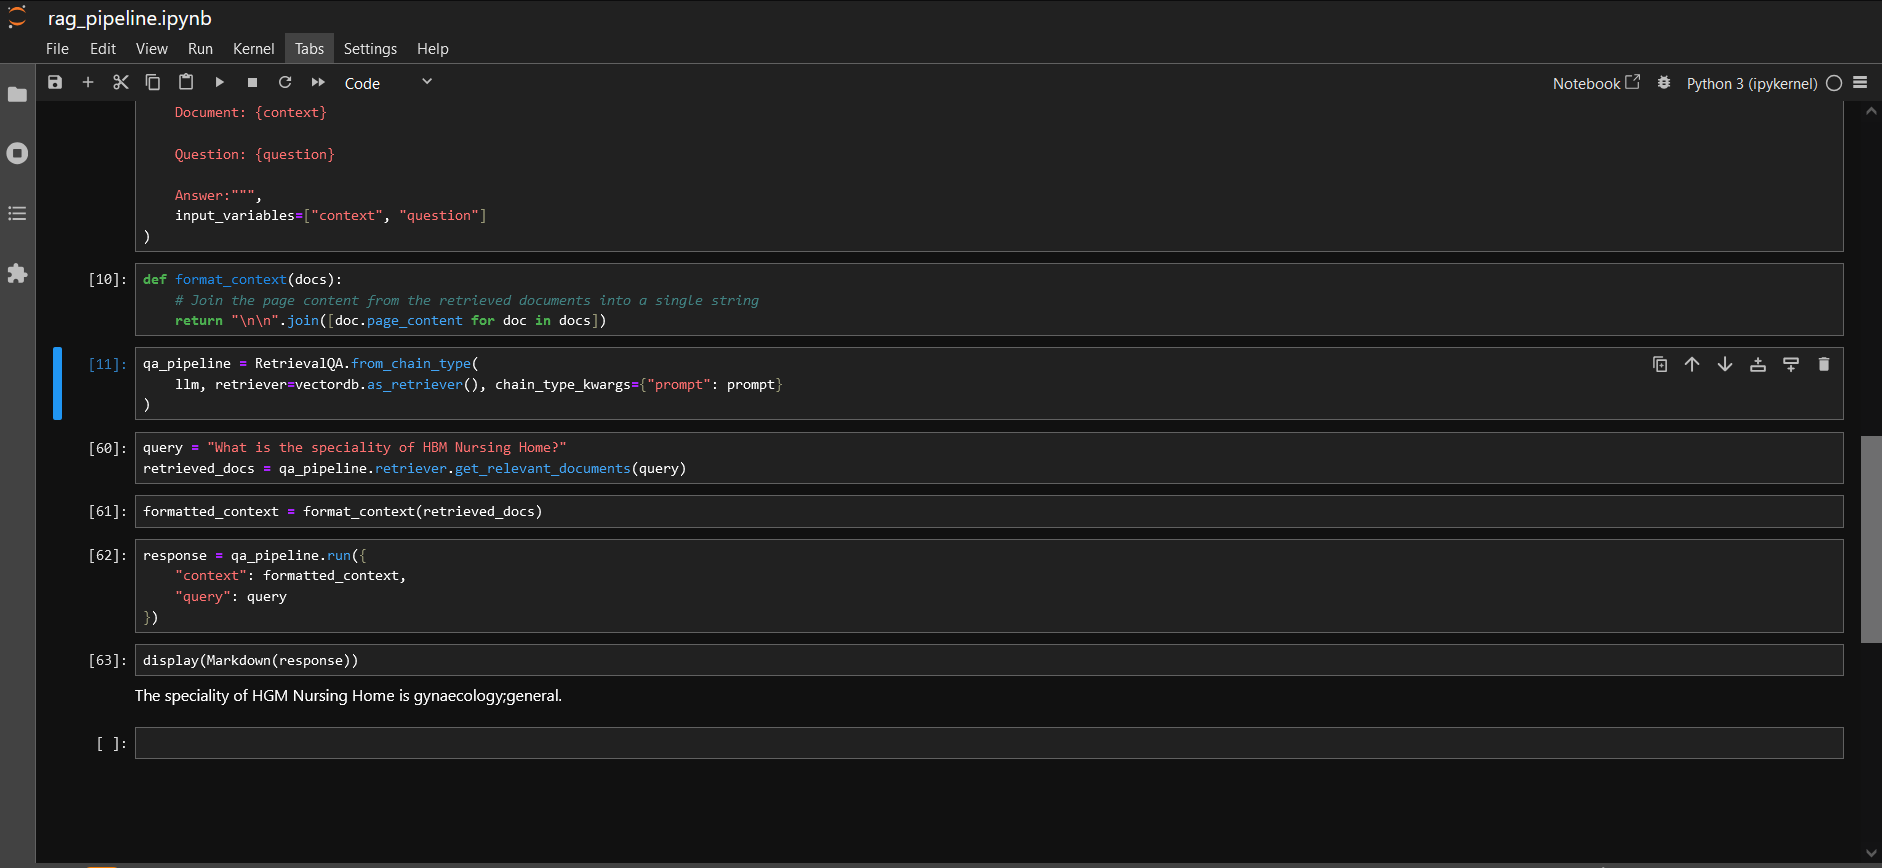 rag_pipeline.ipynb
File Edit View Run Kernel Tabs Settings Help
Code
Notebook Python 3 (ipykernel)
Document: {context}
Question: {question}
Answer:""",
input_variables=["context", "question"]
)
[10]: def format_context(docs):
# Join the page content from the retrieved documents into a single string
return "\n\n".join([doc.page_content for doc in docs])
[11]: qa_pipeline = RetrievalQA.from_chain_type(
llm, retriever=vectordb.as_retriever(), chain_type_kwargs={"prompt": prompt}
)
[60]: query = "What is the speciality of HBM Nursing Home?"
retrieved_docs = qa_pipeline.retriever.get_relevant_documents(query)
[61]: formatted_context = format_context(retrieved_docs)
[62]: response = qa_pipeline.run({
"context": formatted_context,
"query": query
})
[63]: display(Markdown(response))
The speciality of HGM Nursing Home is gynaecology;general.
[ ]: